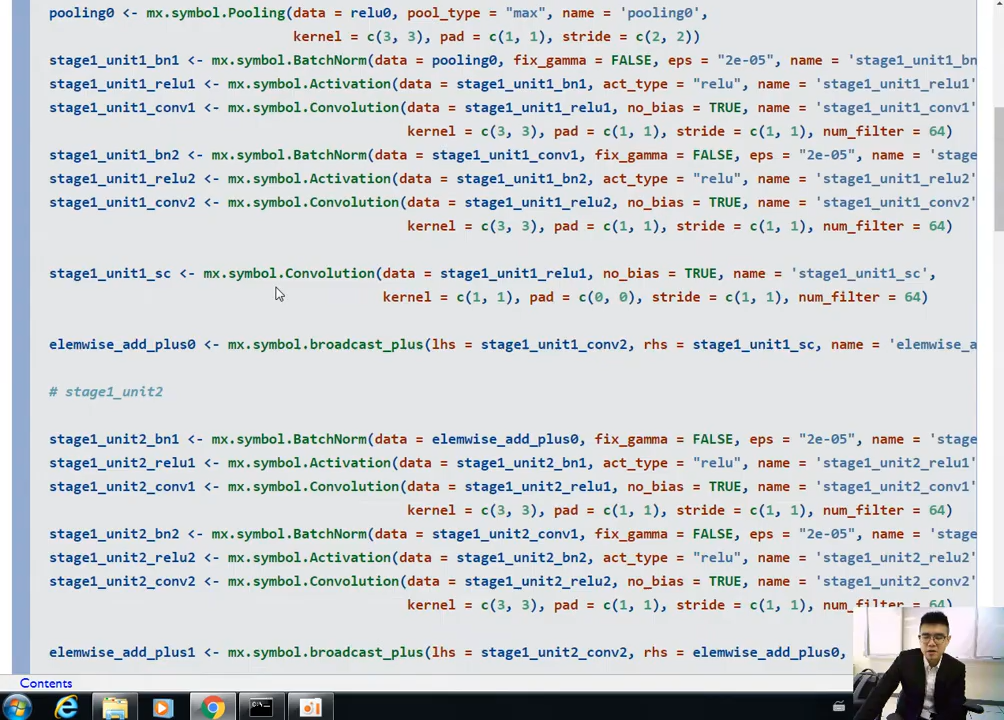 pooling0 <- mx.symbol.Pooling(data = relu0, pool_type = "max", name = 'pooling0',
kernel = c(3, 3), pad = c(1, 1), stride = c(2, 2))
stage1_unit1_bn1 <- mx.symbol.BatchNorm(data = pooling0, fix_gamma = FALSE, eps = "2e-05", name = 'stage1_unit1_bn
stage1_unit1_relu1 <- mx.symbol.Activation(data = stage1_unit1_bn1, act_type = "relu", name = 'stage1_unit1_relu1'
stage1_unit1_conv1 <- mx.symbol.Convolution(data = stage1_unit1_relu1, no_bias = TRUE, name = 'stage1_unit1_conv1'
kernel = c(3, 3), pad = c(1, 1), stride = c(1, 1), num_filter = 64)
stage1_unit1_bn2 <- mx.symbol.BatchNorm(data = stage1_unit1_conv1, fix_gamma = FALSE, eps = "2e-05", name = 'stage
stage1_unit1_relu2 <- mx.symbol.Activation(data = stage1_unit1_bn2, act_type = "relu", name = 'stage1_unit1_relu2'
stage1_unit1_conv2 <- mx.symbol.Convolution(data = stage1_unit1_relu2, no_bias = TRUE, name = 'stage1_unit1_conv2'
kernel = c(3, 3), pad = c(1, 1), stride = c(1, 1), num_filter = 64)
stage1_unit1_sc <- mx.symbol.Convolution(data = stage1_unit1_relu1, no_bias = TRUE, name = 'stage1_unit1_sc',
kernel = c(1, 1), pad = c(0, 0), stride = c(1, 1), num_filter = 64)
elemwise_add_plus0 <- mx.symbol.broadcast_plus(lhs = stage1_unit1_conv2, rhs = stage1_unit1_sc, name = 'elemwise_a
# stage1_unit2
stage1_unit2_bn1 <- mx.symbol.BatchNorm(data = elemwise_add_plus0, fix_gamma = FALSE, eps = "2e-05", name = 'stage
stage1_unit2_relu1 <- mx.symbol.Activation(data = stage1_unit2_bn1, act_type = "relu", name = 'stage1_unit2_relu1'
stage1_unit2_conv1 <- mx.symbol.Convolution(data = stage1_unit2_relu1, no_bias = TRUE, name = 'stage1_unit2_conv1'
kernel = c(3, 3), pad = c(1, 1), stride = c(1, 1), num_filter = 64)
stage1_unit2_bn2 <- mx.symbol.BatchNorm(data = stage1_unit2_conv1, fix_gamma = FALSE, eps = "2e-05", name = 'stage
stage1_unit2_relu2 <- mx.symbol.Activation(data = stage1_unit2_bn2, act_type = "relu", name = 'stage1_unit2_relu2'
stage1_unit2_conv2 <- mx.symbol.Convolution(data = stage1_unit2_relu2, no_bias = TRUE, name = 'stage1_unit2_conv2'
kernel = c(3, 3), pad = c(1, 1), stride = c(1, 1), num_filter = 64)
elemwise_add_plus1 <- mx.symbol.broadcast_plus(lhs = stage1_unit2_conv2, rhs = elemwise_add_plus0,
Contents